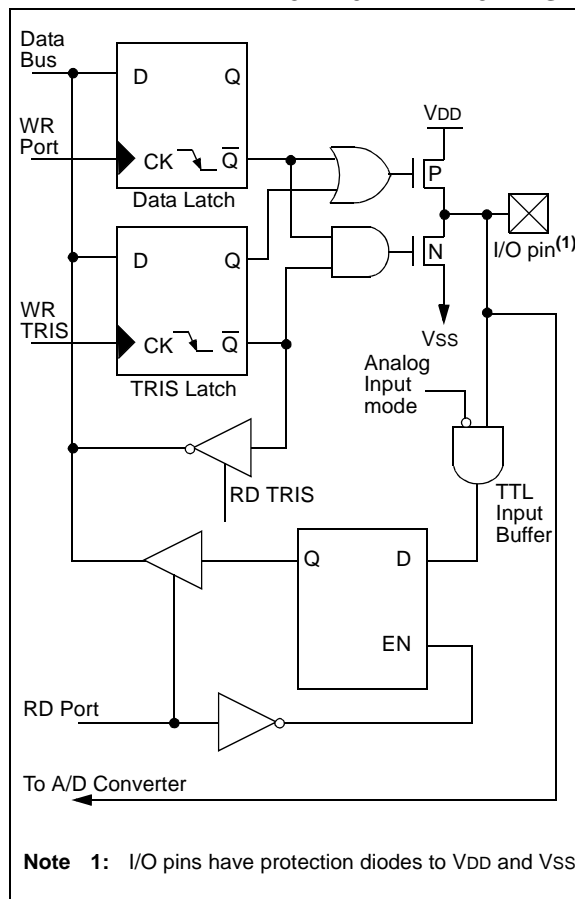 Data
Bus
D Q
WR
Port
CK Q
Data Latch
VDD
P
I/O pin(1)
N
D Q
WR
TRIS
CK Q
TRIS Latch
VSS
Analog
Input
mode
RD TRIS
TTL
Input
Buffer
Q D
EN
RD Port
To A/D Converter
Note 1: I/O pins have protection diodes to VDD and VSS